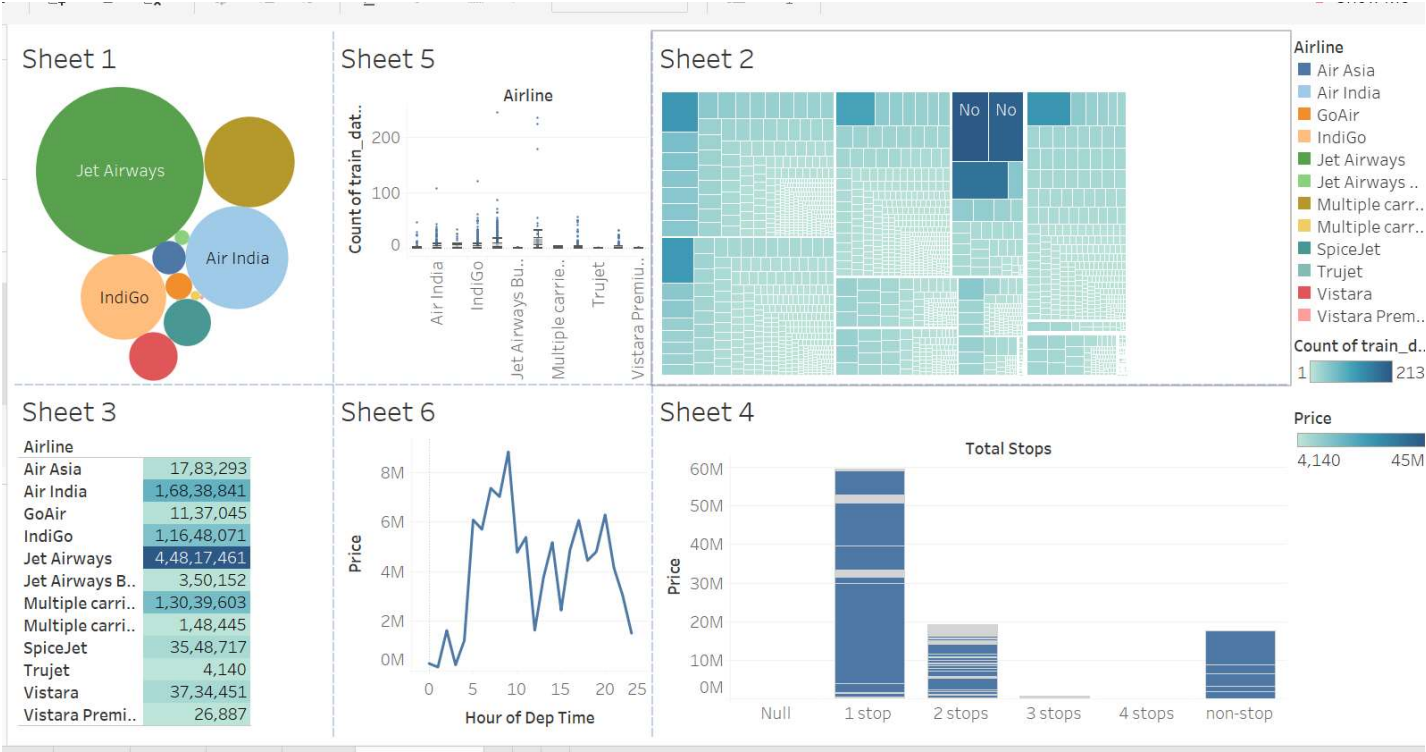 Sheet 1
Jet Airways
Air India
IndiGo
Sheet 5
Airline
Count of train_dat..
200
100
0
Air India
IndiGo
Jet Airways Bu..
Multiple carrie..
Trujet
Vistara Premiu..
Sheet 2
No No
Airline
Air Asia
Air India
GoAir
IndiGo
Jet Airways
Jet Airways ..
Multiple carr..
Multiple carr..
SpiceJet
Trujet
Vistara
Vistara Prem..
Count of train_d..
1 213
Price
4,140 45M
Sheet 3
Airline
Air Asia 17,83,293
Air India 1,68,38,841
GoAir 11,37,045
IndiGo 1,16,48,071
Jet Airways 4,48,17,461
Jet Airways B.. 3,50,152
Multiple carri.. 1,30,39,603
Multiple carri.. 1,48,445
SpiceJet 35,48,717
Trujet 4,140
Vistara 37,34,451
Vistara Premi.. 26,887
Sheet 6
Price
8M
6M
4M
2M
0M
0 5 10 15 20 25
Hour of Dep Time
Sheet 4
Total Stops
Price
60M
50M
40M
30M
20M
10M
0M
Null 1 stop 2 stops 3 stops 4 stops non-stop